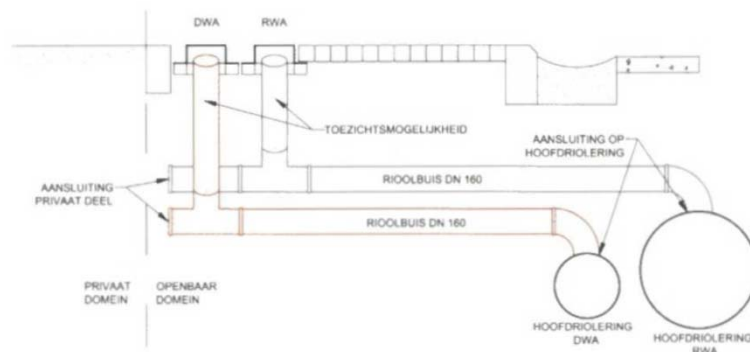 DWA
RWA
TOEZICHTSMOGELIJKHEID
AANSLUITING OP
HOOFDRIOLERING
AANSLUITING
PRIVAAT DEEL
RIOOLBUIS DN 160
RIOOLBUIS DN 160
PRIVAAT
DOMEIN
OPENBAAR
DOMEIN
HOOFDRIOLERING
DWA
HOOFDRIOLERING
RWA